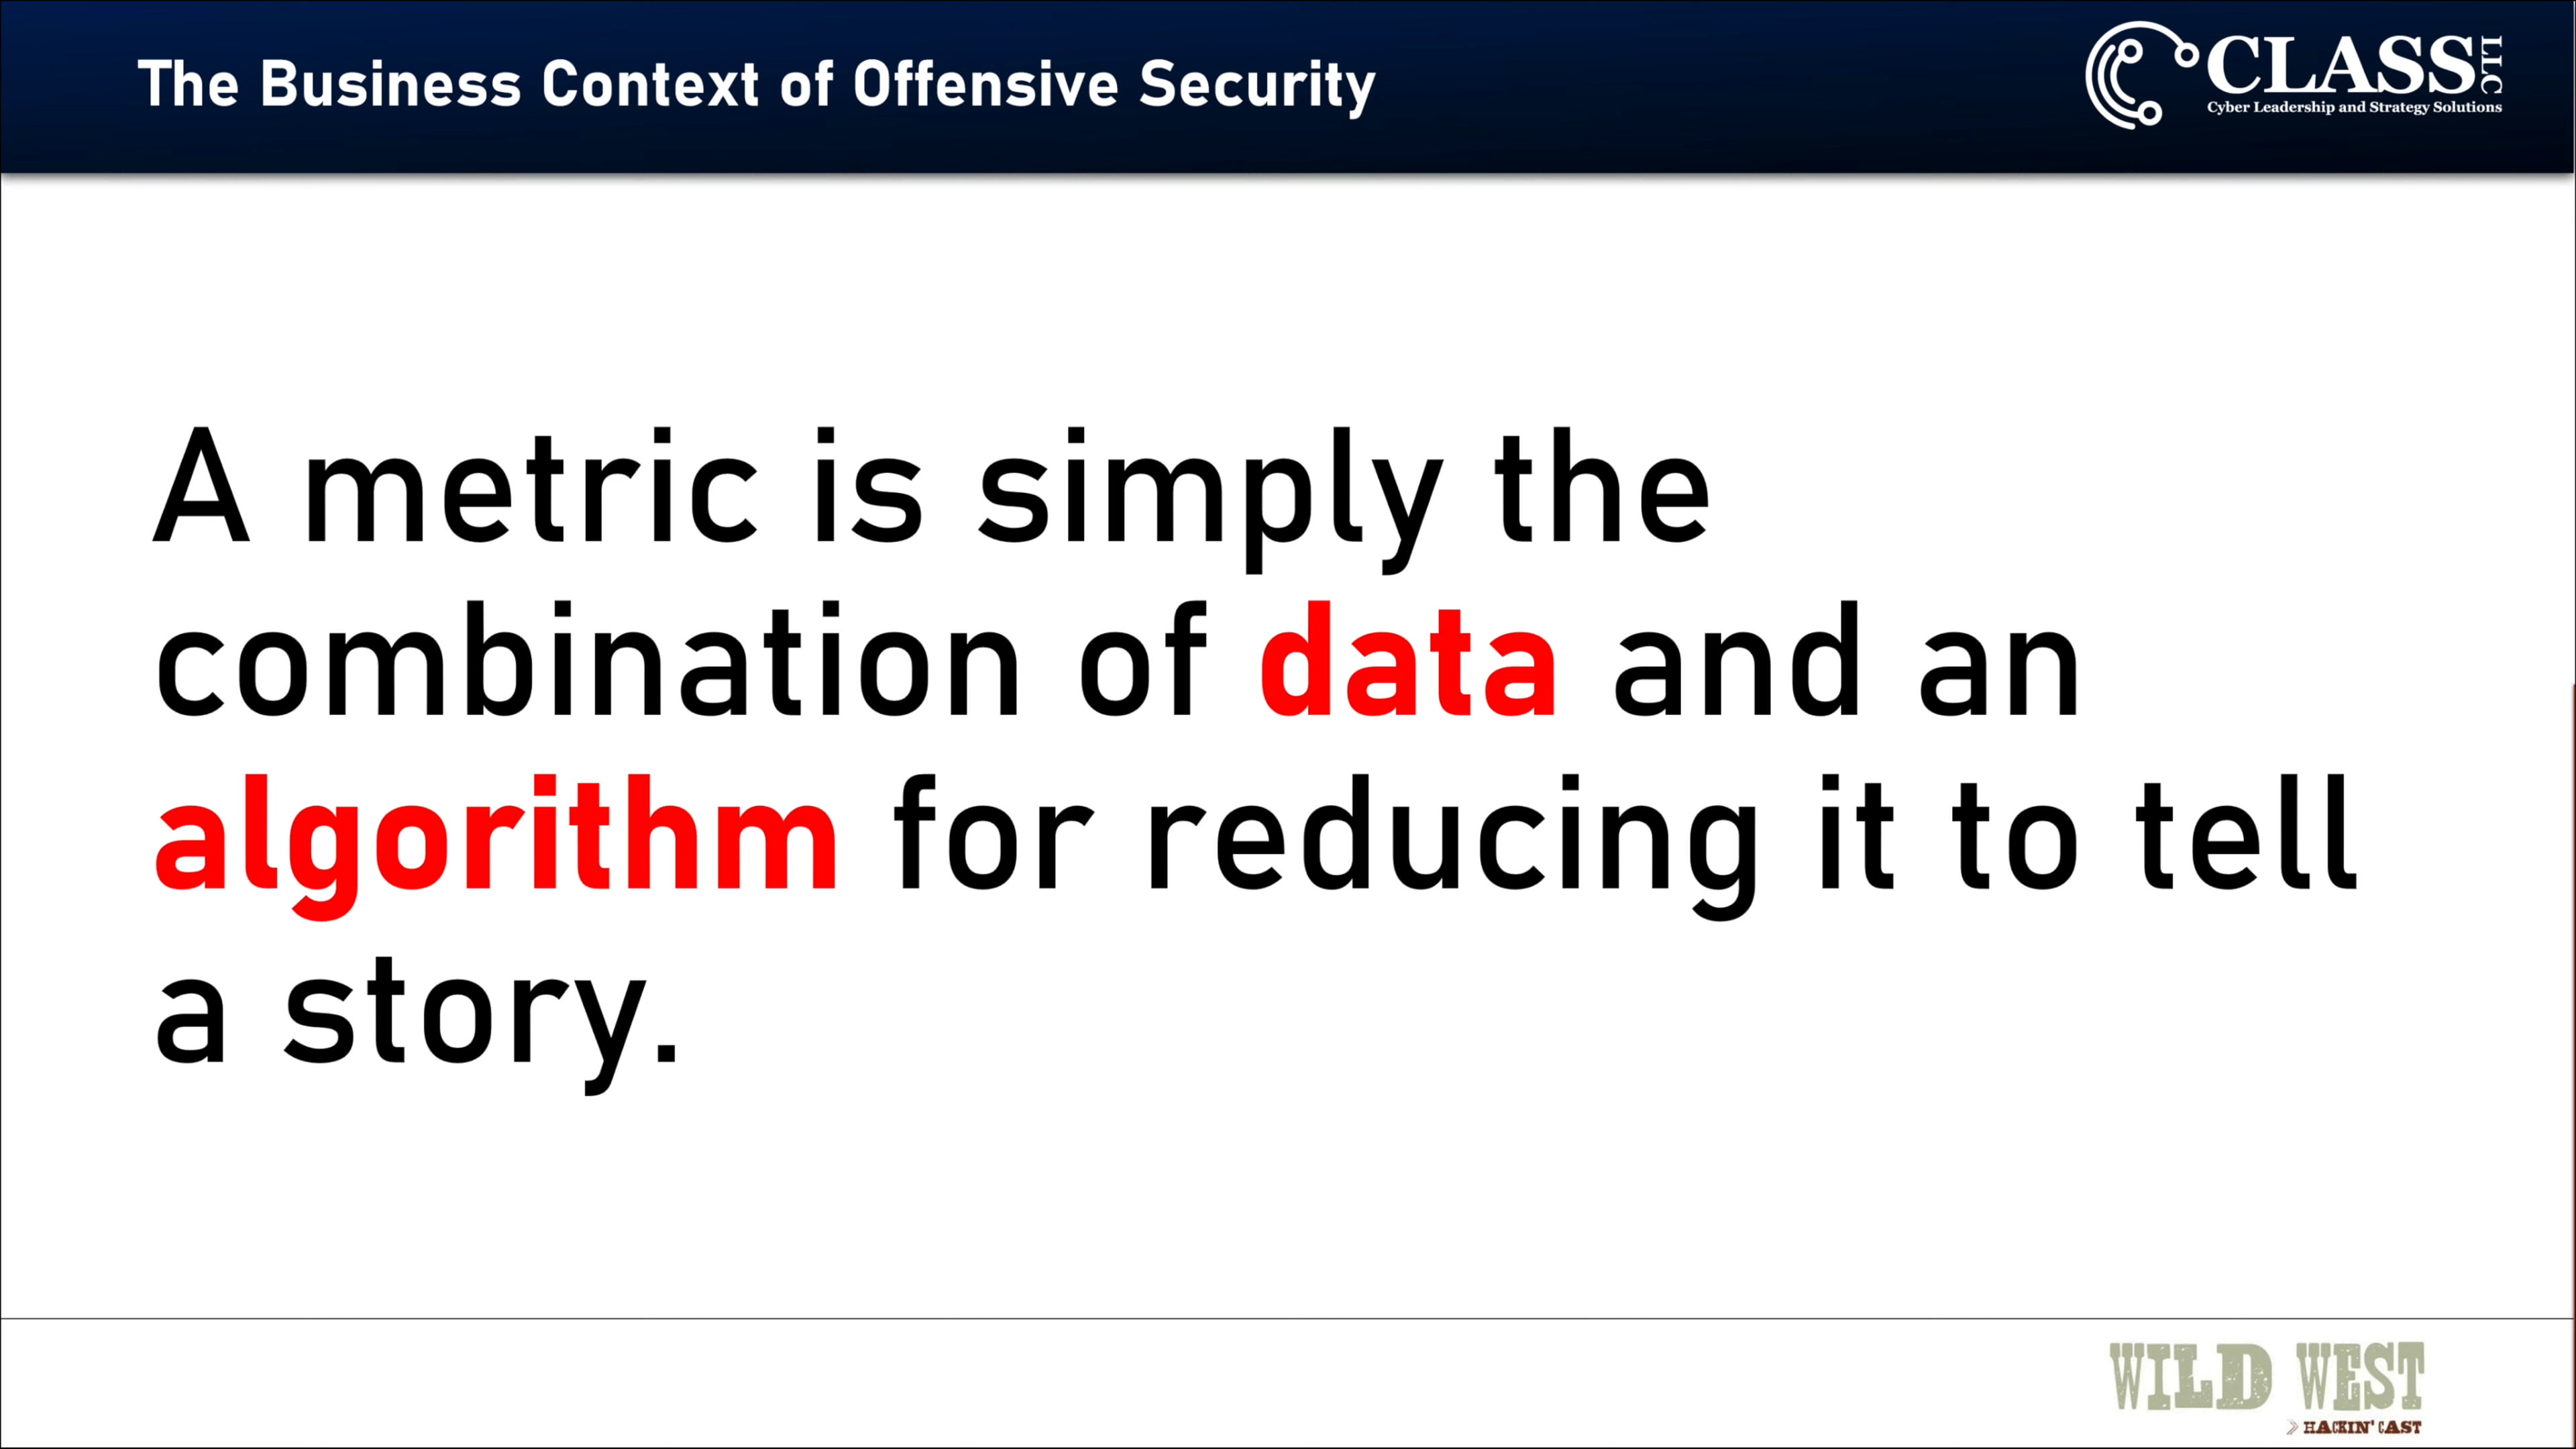 The Business Context of Offensive Security
CLASS LLC
Cyber Leadership and Strategy Solutions
A metric is simply the
combination of data and an
algorithm for reducing it to tell
a story.
WILD WEST
HACKIN' CAST